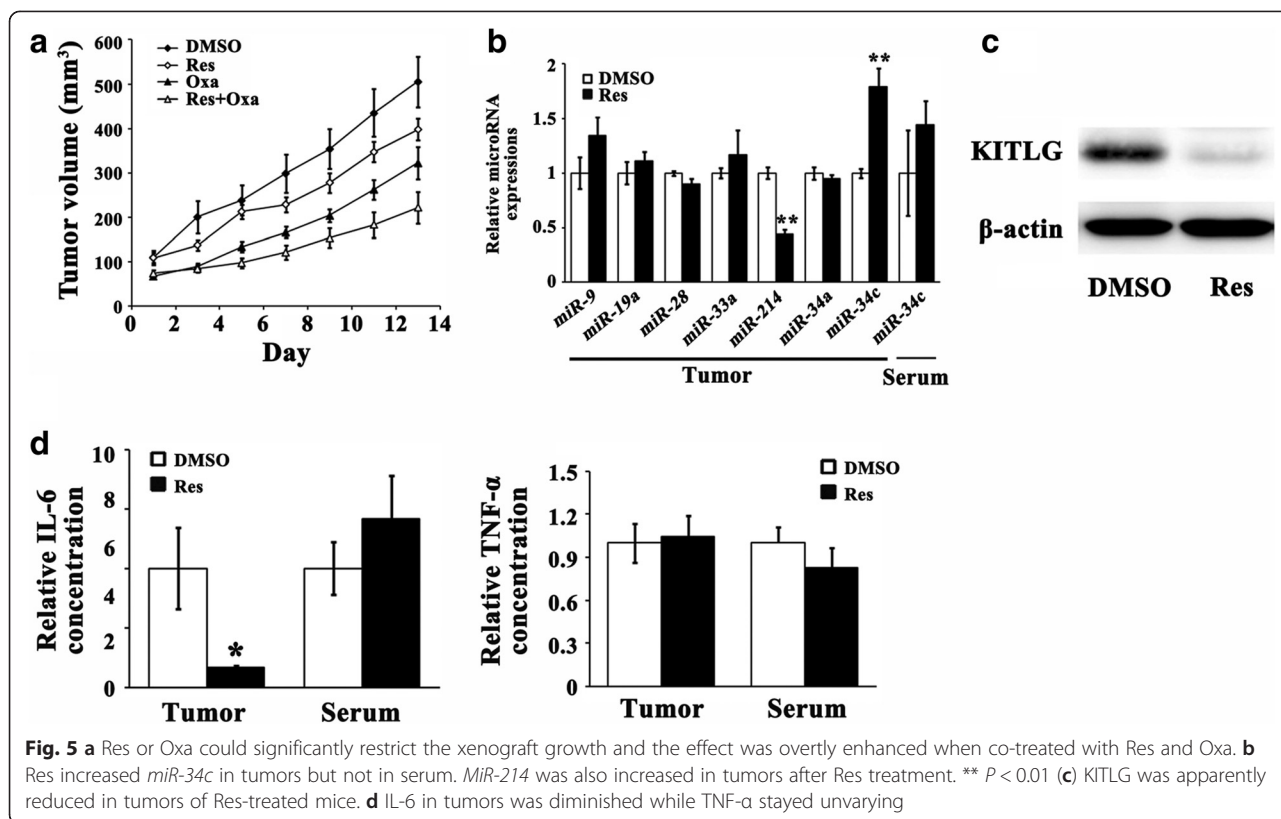 a
Tumor volume (mm³)
600
500
400
300
200
100
0
DMSO
Res
Oxa
Res+Oxa
0 2 4 6 8 10 12 14
Day
b
Relative microRNA
expressions
2
1.5
1
0.5
0
DMSO
Res
**
**
miR-9 miR-19a miR-28 miR-33a miR-214 miR-34a miR-34c miR-34c
Tumor Serum
c
KITLG
β-actin
DMSO Res
d
Relative IL-6
concentration
10
8
6
4
2
0
DMSO
Res
*
Tumor Serum
Relative TNF-α
concentration
1.5
1.2
0.9
0.6
0.3
0
DMSO
Res
Tumor Serum
Fig. 5 a Res or Oxa could significantly restrict the xenograft growth and the effect was overtly enhanced when co-treated with Res and Oxa. b
Res increased miR-34c in tumors but not in serum. MiR-214 was also increased in tumors after Res treatment. ** P < 0.01 (c) KITLG was apparently
reduced in tumors of Res-treated mice. d IL-6 in tumors was diminished while TNF-α stayed unvarying